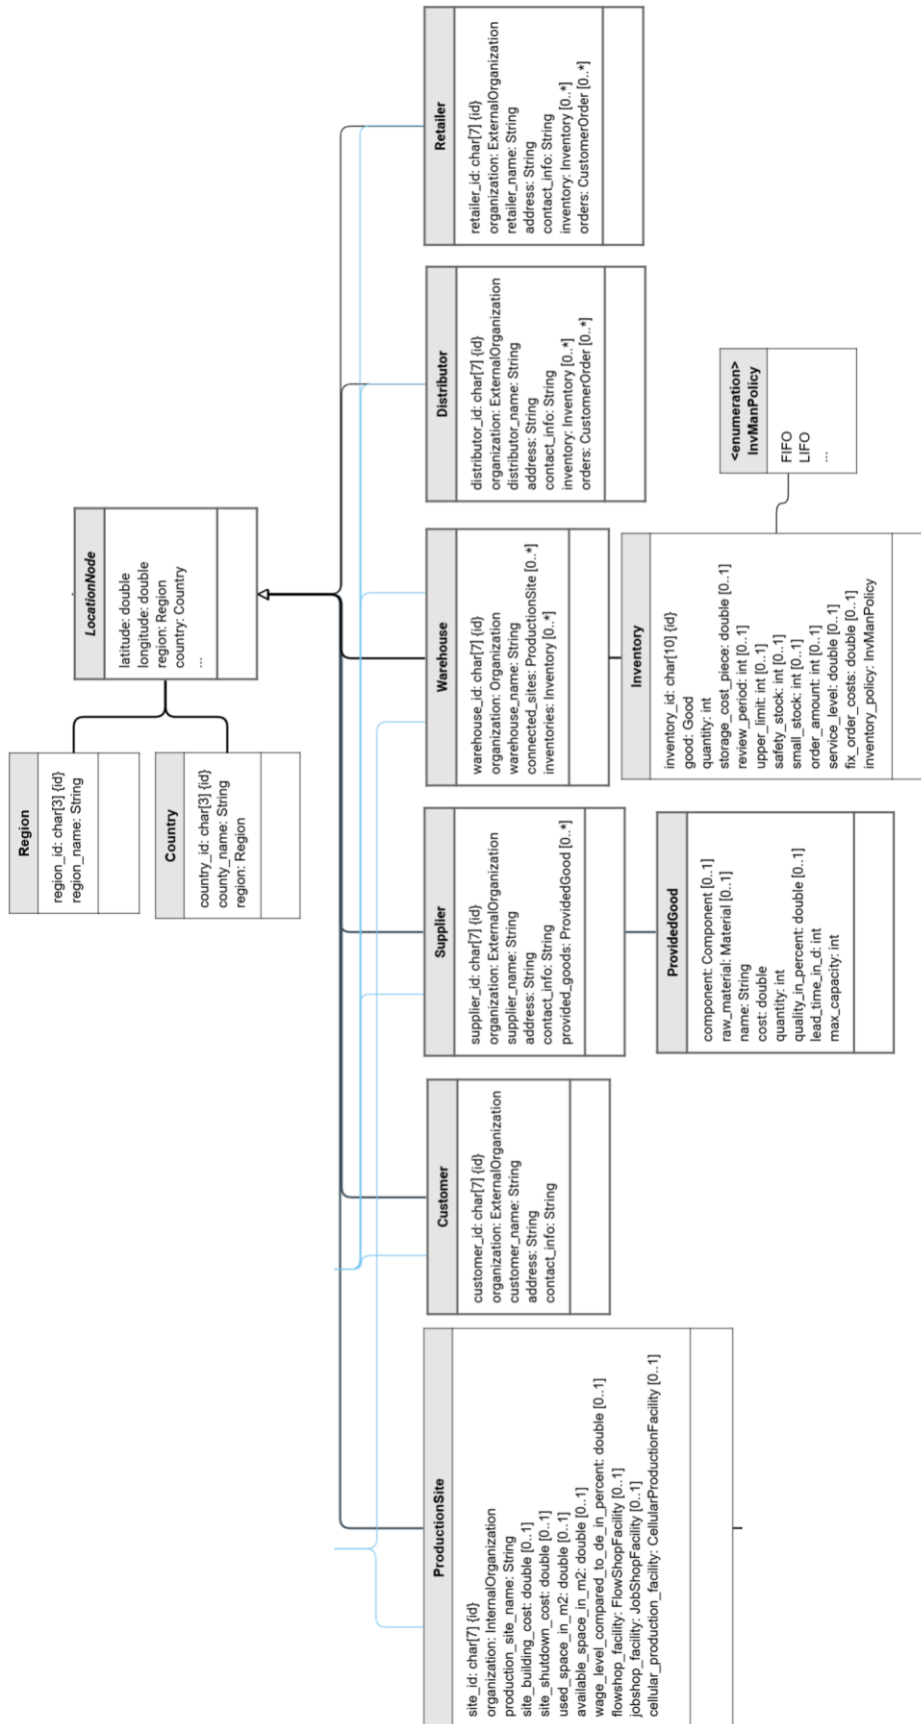 Region
region_id: char[3] {id}
region_name: String
Country
country_id: char[3] {id}
county_name: String
region: Region
LocationNode
latitude: double
longitude: double
region: Region
country: Country
...
ProductionSite
site_id: char[7] {id}
organization: InternalOrganization
production_site_name: String
site_building_cost: double [0..1]
site_shutdown_cost: double [0..1]
used_space_in_m2: double [0..1]
available_space_in_m2: double [0..1]
wage_level_compared_to_de_in_percent: double [0..1]
flowshop_facility: FlowShopFacility [0..1]
jobshop_facility: JobShopFacility [0..1]
cellular_production_facility: CellularProductionFacility [0..1]
Customer
customer_id: char[7] {id}
organization: ExternalOrganization
customer_name: String
address: String
contact_info: String
Supplier
supplier_id: char[7] {id}
organization: ExternalOrganization
supplier_name: String
address: String
contact_info: String
provided_goods: ProvidedGood [0..*]
Warehouse
warehouse_id: char[7] {id}
organization: Organization
warehouse_name: String
connected_sites: ProductionSite [0..*]
inventories: Inventory [0..*]
Distributor
distributor_id: char[7] {id}
organization: ExternalOrganization
distributor_name: String
address: String
contact_info: String
inventory: Inventory [0..*]
orders: CustomerOrder [0..*]
Retailer
retailer_id: char[7] {id}
organization: ExternalOrganization
retailer_name: String
address: String
contact_info: String
inventory: Inventory [0..*]
orders: CustomerOrder [0..*]
ProvidedGood
component: Component [0..1]
raw_material: Material [0..1]
name: String
cost: double
quantity: int
quality_in_percent: double [0..1]
lead_time_in_d: int
max_capacity: int
Inventory
inventory_id: char[10] {id}
good: Good
quantity: int
storage_cost_piece: double [0..1]
review_period: int [0..1]
upper_limit: int [0..1]
safety_stock: int [0..1]
small_stock: int [0..1]
order_amount: int [0..1]
service_level: double [0..1]
fix_order_costs: double [0..1]
inventory_policy: InvManPolicy
<enumeration>
InvManPolicy
FIFO
LIFO
...